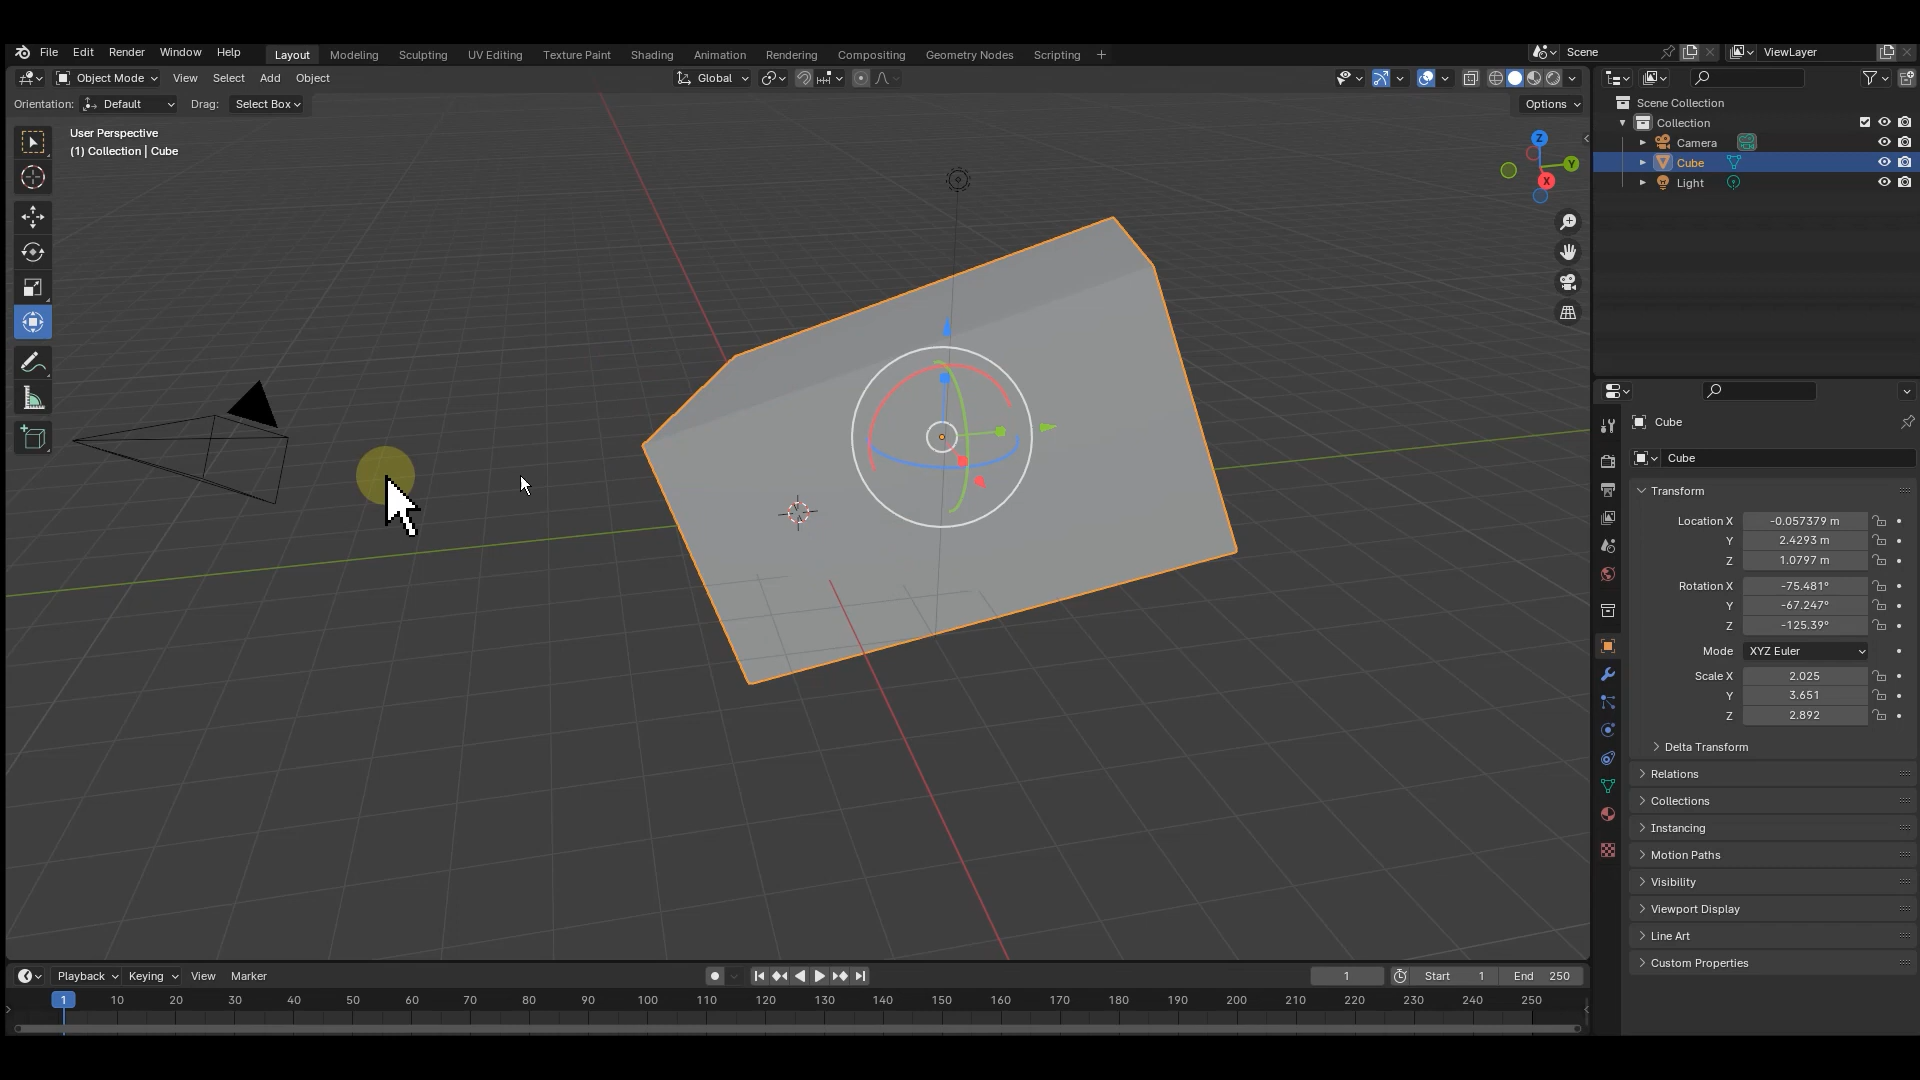 File Edit Render Window Help Layout Modeling Sculpting UV Editing Texture Paint Shading Animation Rendering Compositing Geometry Nodes Scripting + Scene ViewLayer
Object Mode View Select Add Object Global
Orientation: Default Drag: Select Box Options
User Perspective
(1) Collection | Cube
Z
Y
X
Scene Collection
Collection
Camera
Cube
Light
Cube
Cube
Transform
Location X -0.057379 m
Y 2.4293 m
Z 1.0797 m
Rotation X -75.481°
Y -67.247°
Z -125.39°
Mode XYZ Euler
Scale X 2.025
Y 3.651
Z 2.892
Delta Transform
Relations
Collections
Instancing
Motion Paths
Visibility
Viewport Display
Line Art
Custom Properties
Playback Keying View Marker 1 Start 1 End 250
1 10 20 30 40 50 60 70 80 90 100 110 120 130 140 150 160 170 180 190 200 210 220 230 240 250